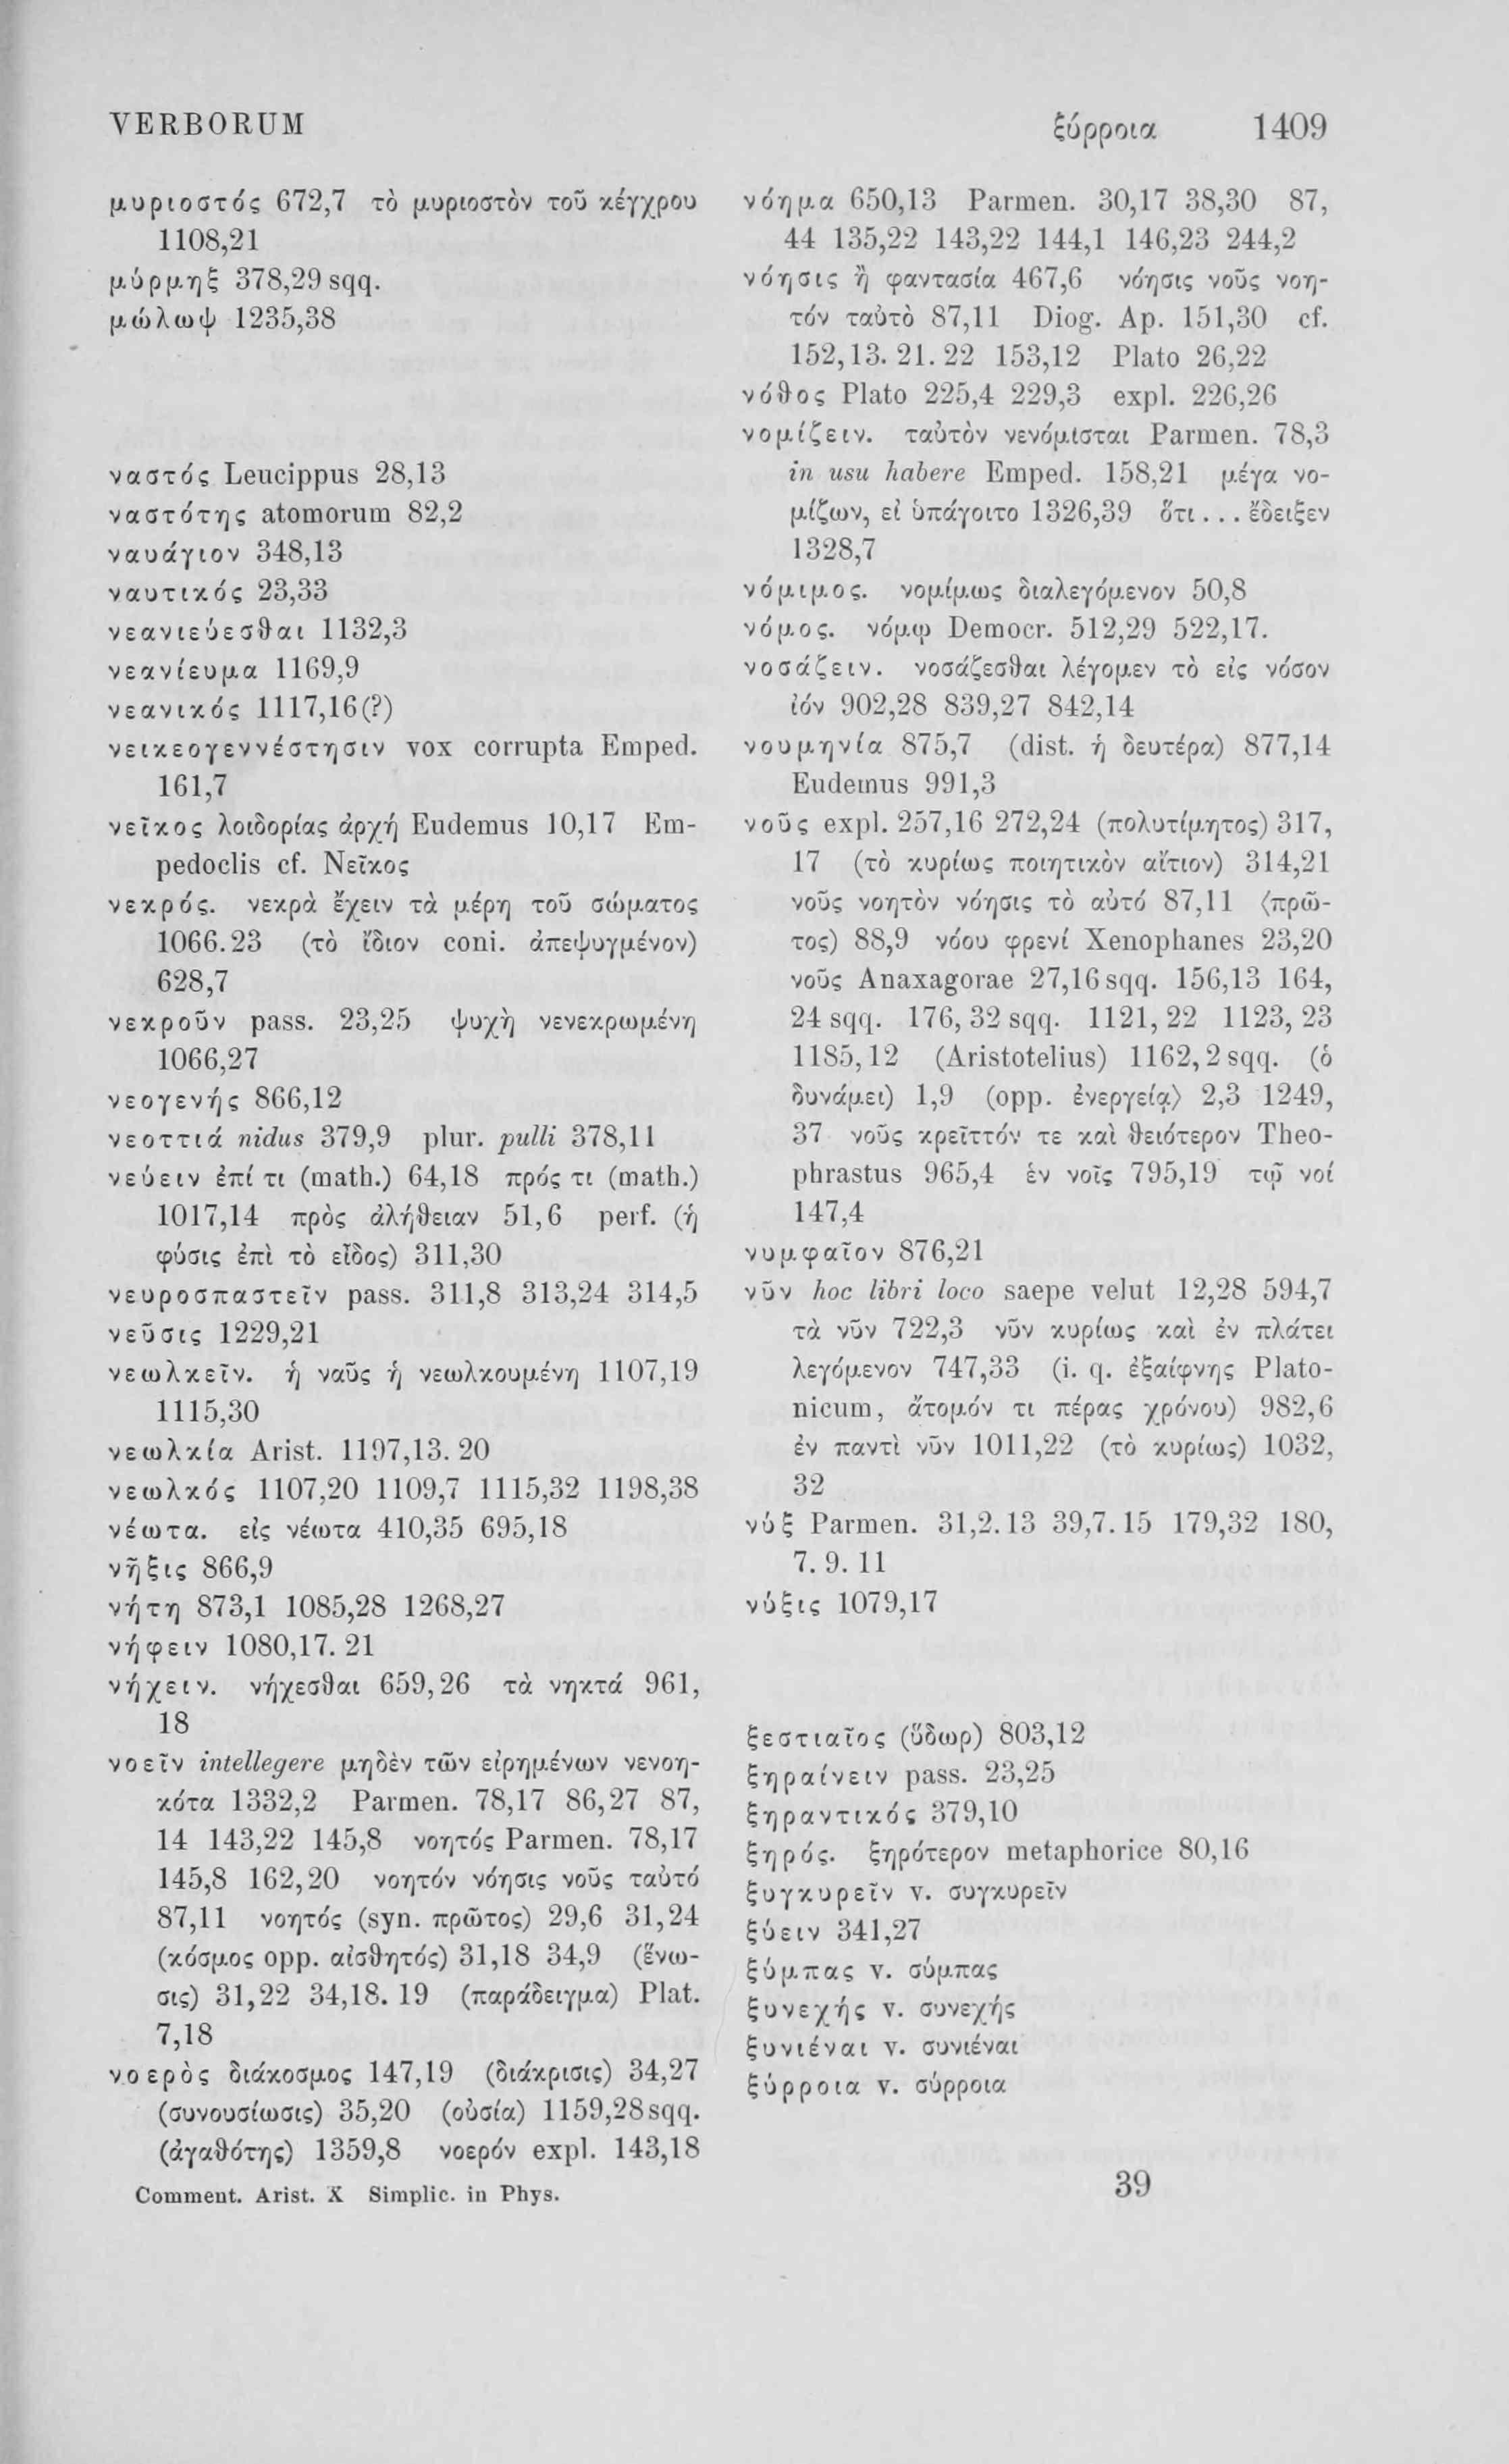 VERBORUM
ξύρροια 1409
μυριοστός 672,7 τὸ μυριοστὸν τοῦ κέγχρου
1108,21
μύρμηξ 378,29 sqq.
μώλωψ 1235,38
ναστός Leucippus 28,13
ναστότης atomorum 82,2
ναυάγιον 348,13
ναυτικός 23,33
νεανιεύεσθαι 1132,3
νεανίευμα 1169,9
νεανικός 1117,16(?)
νεικεογεννέστησιν vox corrupta Emped.
161,7
νεῖκος λοιδορίας ἀρχή Eudemus 10,17 Em-
pedoclis cf. Νεῖκος
νεκρός. νεκρὰ ἔχειν τὰ μέρη τοῦ σώματος
1066.23 (τὸ ἴδιον coni. ἀπεψυγμένον)
628,7
νεκροῦν pass. 23,25 ψυχὴ νενεκρωμένη
1066,27
νεογενής 866,12
νεοττιά nidus 379,9 plur. pulli 378,11
νεύειν ἐπί τι (math.) 64,18 πρός τι (math.)
1017,14 πρὸς ἀλήθειαν 51,6 perf. (ἡ
φύσις ἐπὶ τὸ εἶδος) 311,30
νευροσπαστεῖν pass. 311,8 313,24 314,5
νεῦσις 1229,21
νεωλκεῖν. ἡ ναῦς ἡ νεωλκουμένη 1107,19
1115,30
νεωλκία Arist. 1197,13. 20
νεωλκός 1107,20 1109,7 1115,32 1198,38
νέωτα. εἰς νέωτα 410,35 695,18
νῆξις 866,9
νήτη 873,1 1085,28 1268,27
νήφειν 1080,17. 21
νήχειν. νήχεσθαι 659,26 τὰ νηκτά 961,
18
νοεῖν intellegere μηδὲν τῶν εἰρημένων νενοη-
κότα 1332,2 Parmen. 78,17 86,27 87,
14 143,22 145,8 νοητός Parmen. 78,17
145,8 162,20 νοητόν νόησις νοῦς ταὐτό
87,11 νοητός (syn. πρῶτος) 29,6 31,24
(κόσμος opp. αἰσθητός) 31,18 34,9 (ἕνω-
σις) 31,22 34,18. 19 (παράδειγμα) Plat.
7,18
νοερὸς διάκοσμος 147,19 (διάκρισις) 34,27
(συνουσίωσις) 35,20 (οὐσία) 1159,28 sqq.
(ἀγαθότης) 1359,8 νοερόν expl. 143,18
νόημα 650,13 Parmen. 30,17 38,30 87,
44 135,22 143,22 144,1 146,23 244,2
νόησις ἢ φαντασία 467,6 νόησις νοῦς νοη-
τόν ταὐτὸ 87,11 Diog. Ap. 151,30 cf.
152,13. 21. 22 153,12 Plato 26,22
νόθος Plato 225,4 229,3 expl. 226,26
νομίζειν. ταὐτὸν νενόμισται Parmen. 78,3
in usu habere Emped. 158,21 μέγα νο-
μίζων, εἰ ὑπάγοιτο 1326,39 ὅτι ... ἔδειξεν
1328,7
νόμιμος. νομίμως διαλεγόμενον 50,8
νόμος. νόμῳ Democr. 512,29 522,17.
νοσάζειν. νοσάζεσθαι λέγομεν τὸ εἰς νόσον
ἰόν 902,28 839,27 842,14
νουμηνία 875,7 (dist. ἡ δευτέρα) 877,14
Eudemus 991,3
νοῦς expl. 257,16 272,24 (πολυτίμητος) 317,
17 (τὸ κυρίως ποιητικὸν αἴτιον) 314,21
νοῦς νοητὸν νόησις τὸ αὐτό 87,11 ⟨πρῶ-
τος) 88,9 νόου φρενί Xenophanes 23,20
νοῦς Anaxagorae 27,16 sqq. 156,13 164,
24 sqq. 176, 32 sqq. 1121, 22 1123, 23
1185,12 (Aristotelius) 1162,2 sqq. (ὁ
δυνάμει) 1,9 (opp. ἐνεργείᾳ⟩ 2,3 1249,
37 νοῦς κρεῖττόν τε καὶ θειότερον Theo-
phrastus 965,4 ἐν νοῖς 795,19 τῷ νοί
147,4
νυμφαῖον 876,21
νῦν hoc libri loco saepe velut 12,28 594,7
τὰ νῦν 722,3 νῦν κυρίως καὶ ἐν πλάτει
λεγόμενον 747,33 (i. q. ἐξαίφνης Plato-
nicum, ἄτομόν τι πέρας χρόνου) 982,6
ἐν παντὶ νῦν 1011,22 (τὸ κυρίως) 1032,
32
νύξ Parmen. 31,2. 13 39,7. 15 179,32 180,
7. 9. 11
νύξις 1079,17
ξεστιαῖος (ὕδωρ) 803,12
ξηραίνειν pass. 23,25
ξηραντικός 379,10
ξηρός. ξηρότερον metaphorice 80,16
ξυγκυρεῖν v. συγκυρεῖν
ξύειν 341,27
ξύμπας v. σύμπας
ξυνεχής v. συνεχής
ξυνιέναι v. συνιέναι
ξύρροια v. σύρροια
Comment. Arist. X Simplic. in Phys.
39